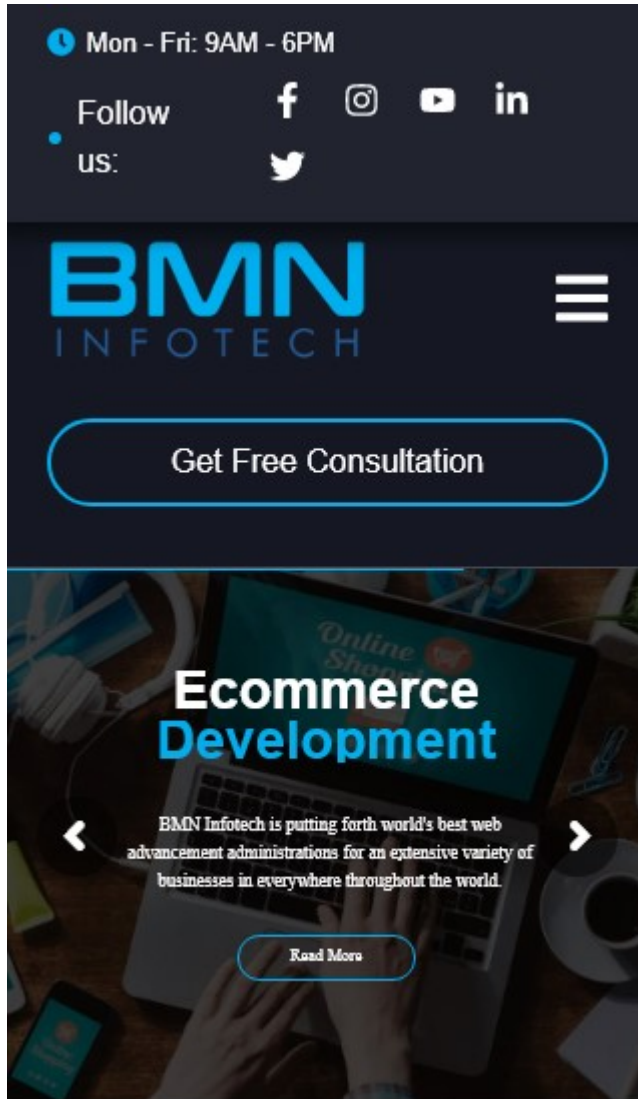 Mon - Fri: 9AM - 6PM
Follow
us:
BMN
INFOTECH
Get Free Consultation
Online
Ecommerce
Development
BMN Infotech is putting forth world's best web
advancement administrations for an extensive variety of
businesses in everywhere throughout the world.
Read More